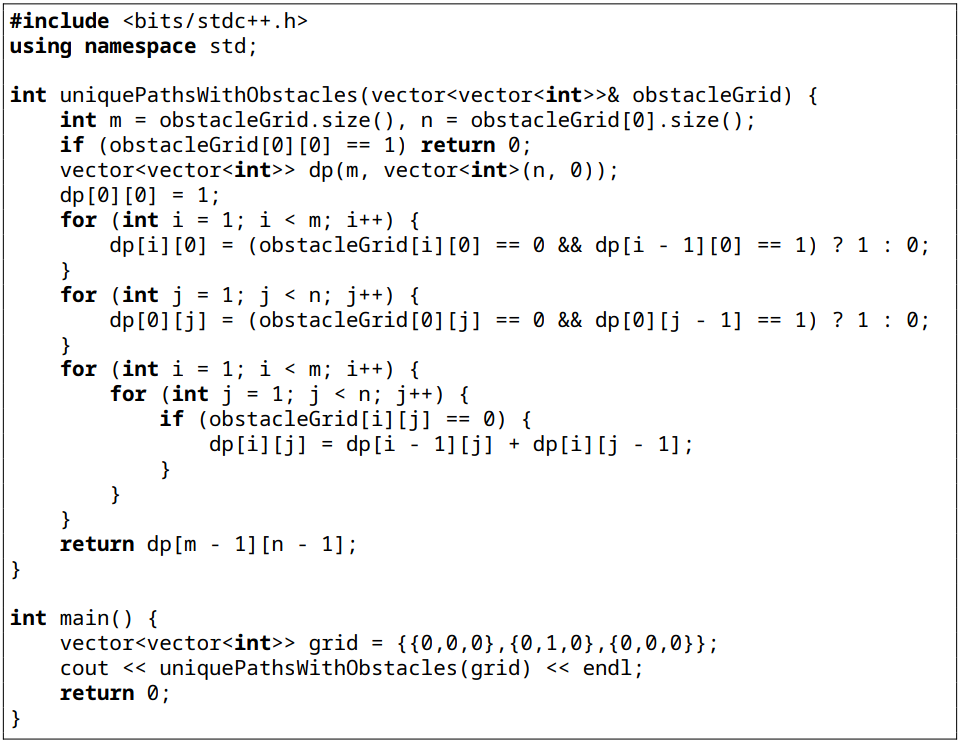 #include <bits/stdc++.h>
using namespace std;

int uniquePathsWithObstacles(vector<vector<int>>& obstacleGrid) {
    int m = obstacleGrid.size(), n = obstacleGrid[0].size();
    if (obstacleGrid[0][0] == 1) return 0;
    vector<vector<int>> dp(m, vector<int>(n, 0));
    dp[0][0] = 1;
    for (int i = 1; i < m; i++) {
        dp[i][0] = (obstacleGrid[i][0] == 0 && dp[i - 1][0] == 1) ? 1 : 0;
    }
    for (int j = 1; j < n; j++) {
        dp[0][j] = (obstacleGrid[0][j] == 0 && dp[0][j - 1] == 1) ? 1 : 0;
    }
    for (int i = 1; i < m; i++) {
        for (int j = 1; j < n; j++) {
            if (obstacleGrid[i][j] == 0) {
                dp[i][j] = dp[i - 1][j] + dp[i][j - 1];
            }
        }
    }
    return dp[m - 1][n - 1];
}

int main() {
    vector<vector<int>> grid = {{0,0,0},{0,1,0},{0,0,0}};
    cout << uniquePathsWithObstacles(grid) << endl;
    return 0;
}